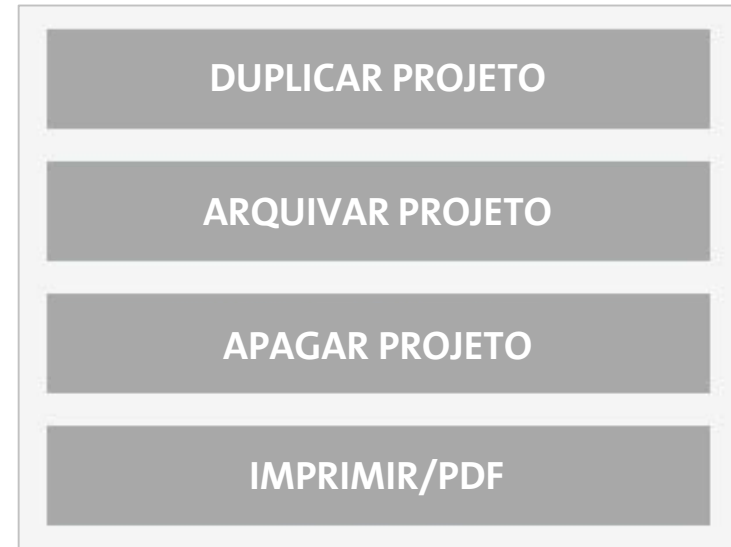 DUPLICAR PROJETO
ARQUIVAR PROJETO
APAGAR PROJETO
IMPRIMIR/PDF